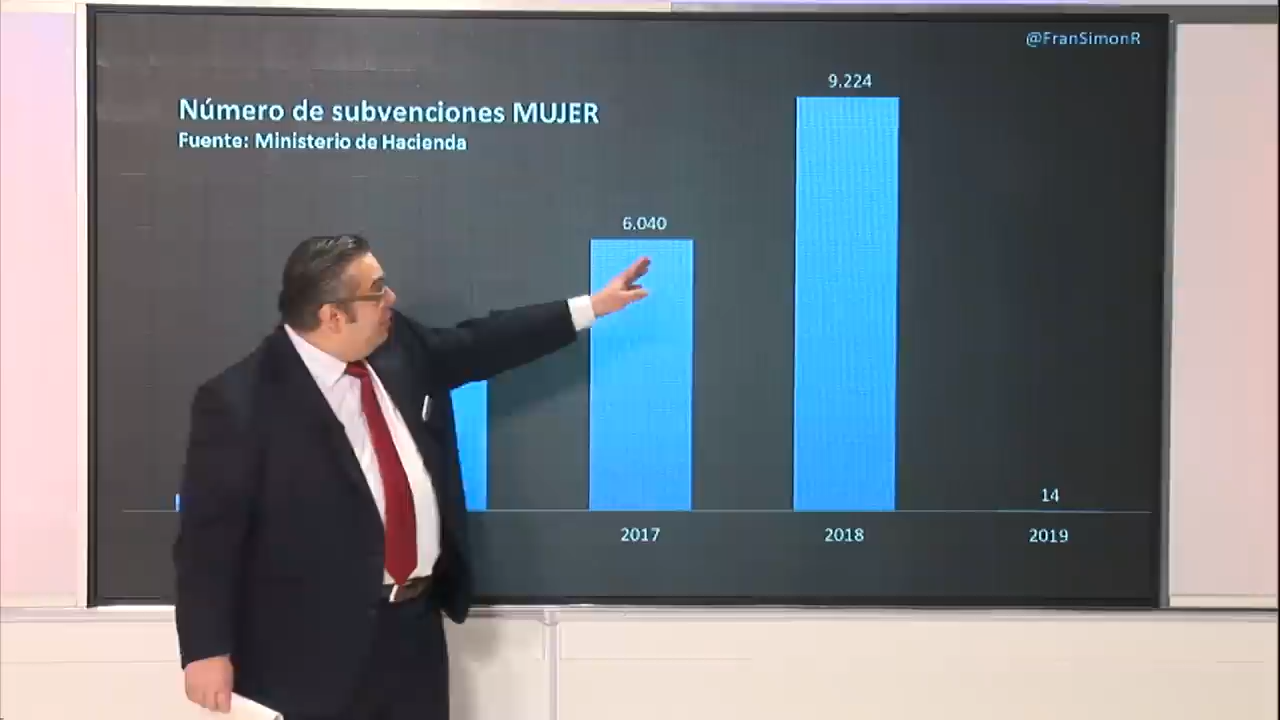 @FranSimonR
Número de subvenciones MUJER
Fuente: Ministerio de Hacienda
9.224
6.040
14
2017
2018
2019